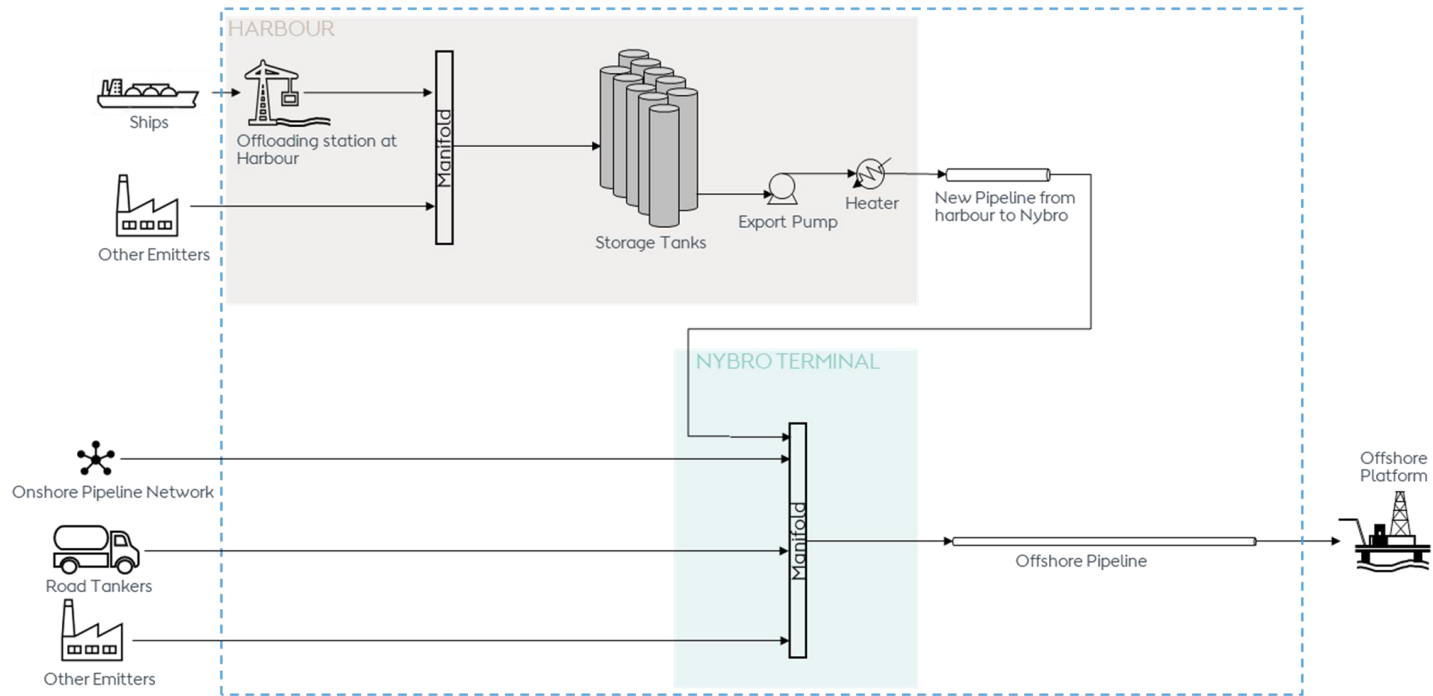 HARBOUR
Ships
Offloading station at
Harbour
Manifold
Other Emitters
Storage Tanks
Export Pump
Heater
New Pipeline from
harbour to Nybro
NYBRO TERMINAL
Onshore Pipeline Network
Road Tankers
Other Emitters
Manifold
Offshore Pipeline
Offshore
Platform